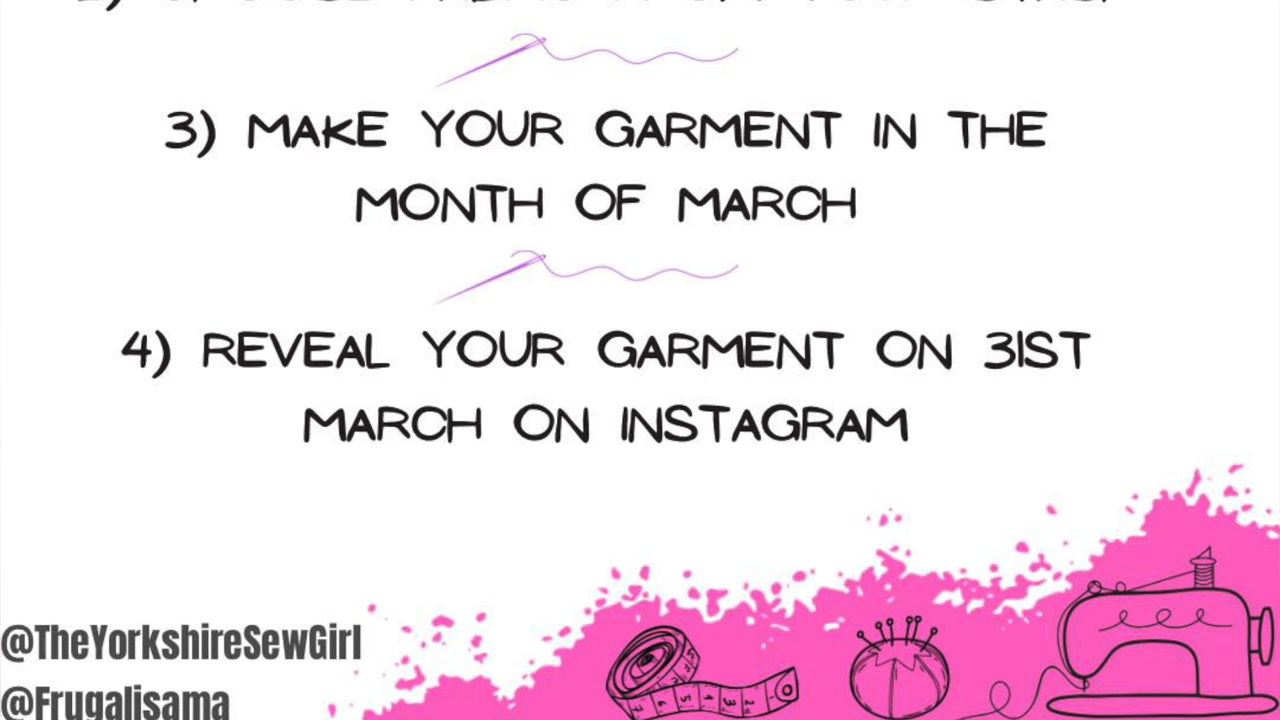 3) MAKE YOUR GARMENT IN THE
MONTH OF MARCH
4) REVEAL YOUR GARMENT ON 31ST
MARCH ON INSTAGRAM
@TheYorkshireSewGirl
@Frugalisama